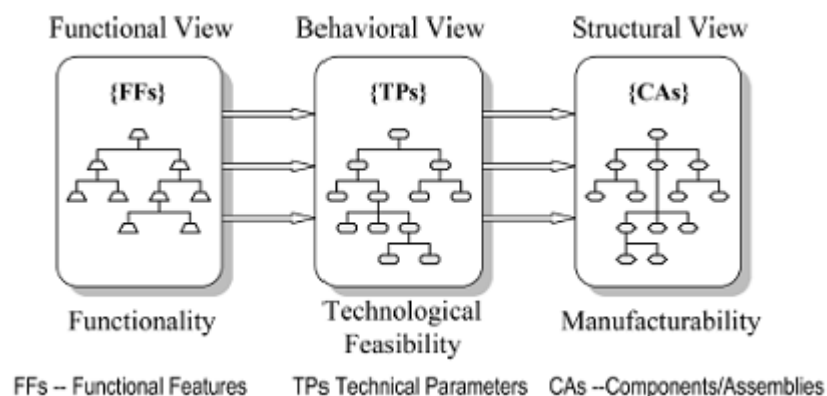 Functional View
Behavioral View
Structural View
{FFs}
{TPs}
{CAs}
Functionality
Technological
Feasibility
Manufacturability
FFs -- Functional Features
TPs Technical Parameters
CAs --Components/Assemblies